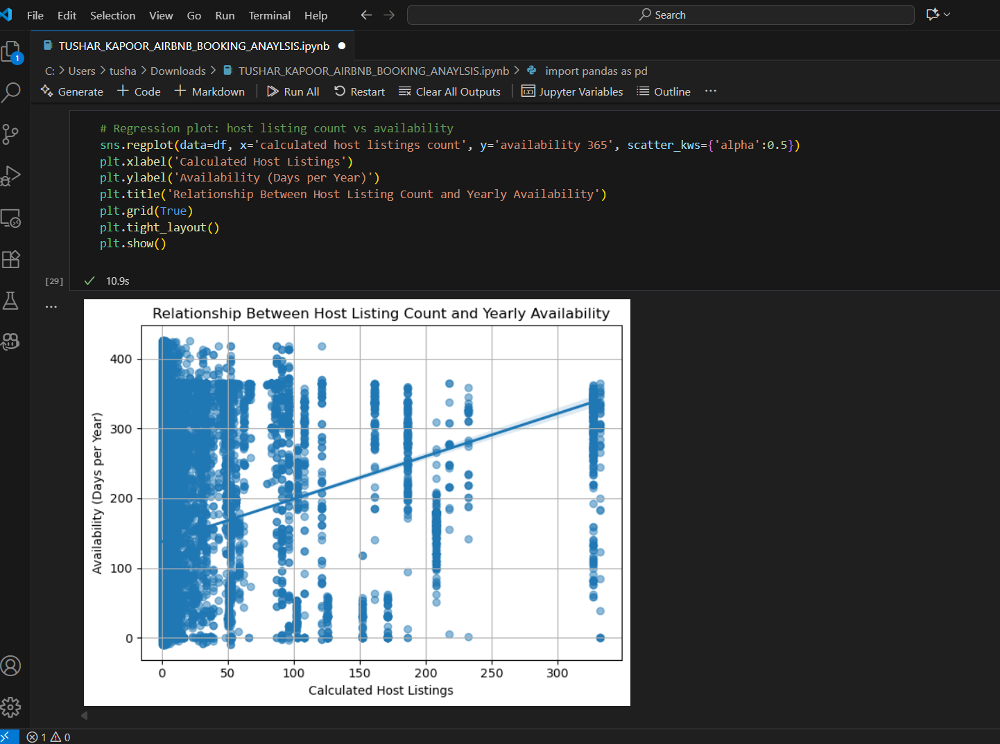 File Edit Selection View Go Run Terminal Help Search
TUSHAR_KAPOOR_AIRBNB_BOOKING_ANAYLSIS.ipynb
1
C: > Users > tusha > Downloads > TUSHAR_KAPOOR_AIRBNB_BOOKING_ANAYLSIS.ipynb > import pandas as pd
Generate + Code + Markdown Run All Restart Clear All Outputs Jupyter Variables Outline ...
# Regression plot: host listing count vs availability
sns.regplot(data=df, x='calculated host listings count', y='availability 365', scatter_kws={'alpha':0.5})
plt.xlabel('Calculated Host Listings')
plt.ylabel('Availability (Days per Year)')
plt.title('Relationship Between Host Listing Count and Yearly Availability')
plt.grid(True)
plt.tight_layout()
plt.show()
[29] 10.9s
...
Relationship Between Host Listing Count and Yearly Availability
Availability (Days per Year)
400
300
200
100
0
0 50 100 150 200 250 300
Calculated Host Listings
1 0